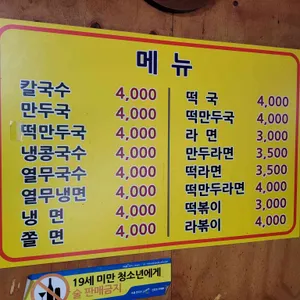 메 뉴
칼국수 4,000
만두국 4,000
떡만두국 4,000
냉콩국수 4,000
열무국수 4,000
열무냉면 4,000
냉 면 4,000
쫄 면 4,000
떡 국 4,000
떡만두국 4,000
라 면 3,000
만두라면 3,500
떡라면 3,500
떡만두라면 4,000
떡볶이 3,000
라볶이 4,000
19세 미만 청소년에게
술 판매금지